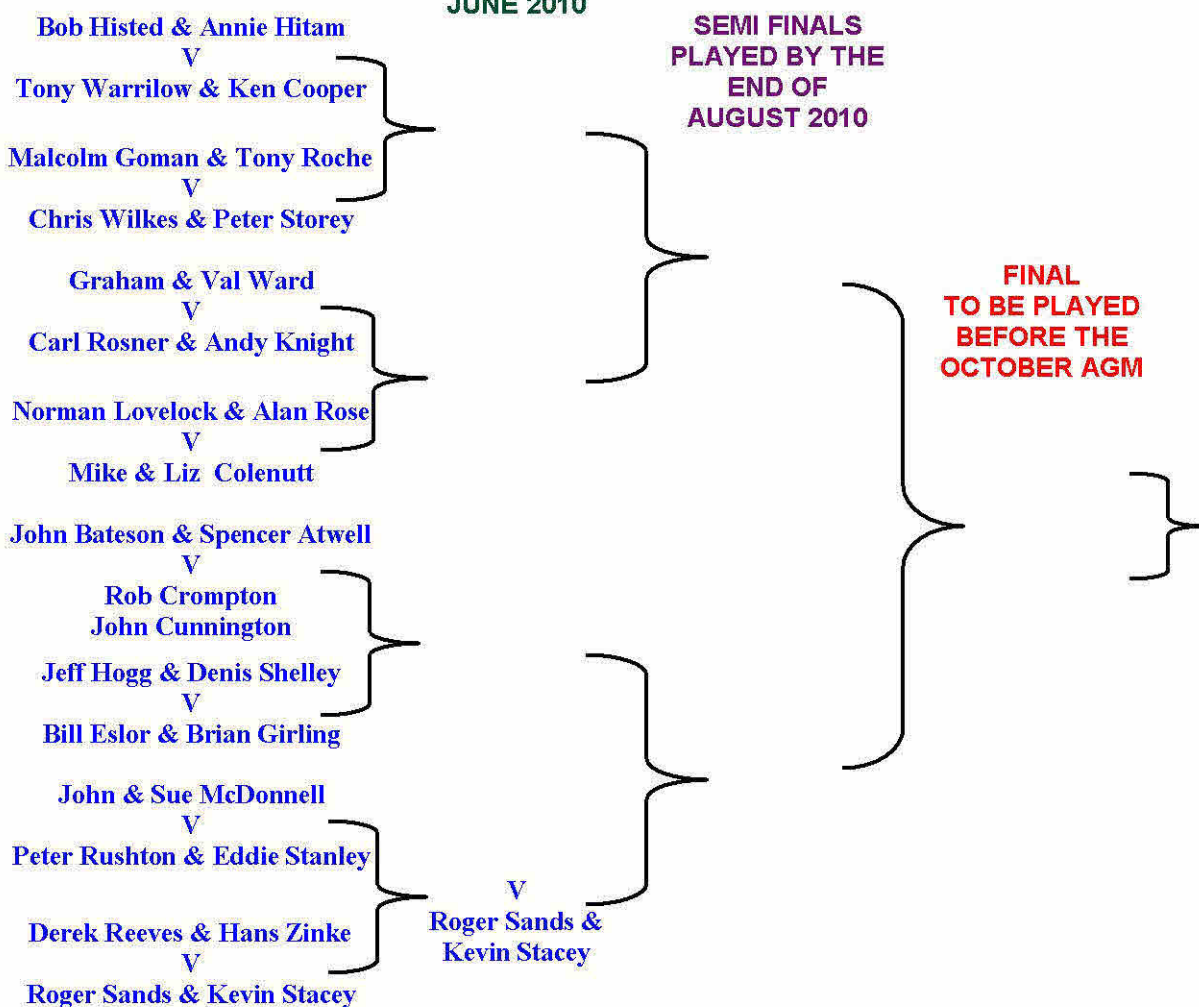 JUNE 2010
Bob Histed & Annie Hitam
V
Tony Warrilow & Ken Cooper
Malcolm Goman & Tony Roche
V
Chris Wilkes & Peter Storey
Graham & Val Ward
V
Carl Rosner & Andy Knight
Norman Lovelock & Alan Rose
V
Mike & Liz Colenutt
John Bateson & Spencer Atwell
V
Rob Crompton
John Cunnington
Jeff Hogg & Denis Shelley
V
Bill Eslor & Brian Girling
John & Sue McDonnell
V
Peter Rushton & Eddie Stanley
Derek Reeves & Hans Zinke
V
Roger Sands & Kevin Stacey
V
Roger Sands &
Kevin Stacey
SEMI FINALS
PLAYED BY THE
END OF
AUGUST 2010
FINAL
TO BE PLAYED
BEFORE THE
OCTOBER AGM